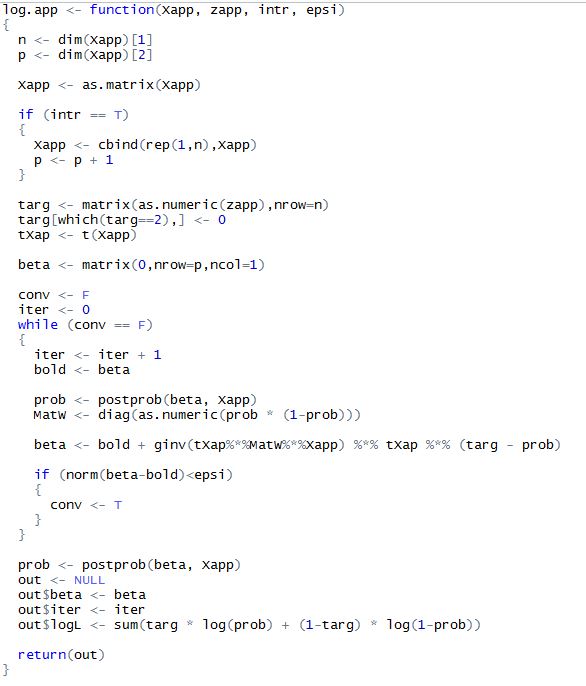 log.app <- function(Xapp, zapp, intr, epsi)
{
  n <- dim(Xapp)[1]
  p <- dim(Xapp)[2]

  Xapp <- as.matrix(Xapp)

  if (intr == T)
  {
    Xapp <- cbind(rep(1,n),Xapp)
    p <- p + 1
  }

  targ <- matrix(as.numeric(zapp),nrow=n)
  targ[which(targ==2),] <- 0
  tXap <- t(Xapp)

  beta <- matrix(0,nrow=p,ncol=1)

  conv <- F
  iter <- 0
  while (conv == F)
  {
    iter <- iter + 1
    bold <- beta

    prob <- postprob(beta, Xapp)
    MatW <- diag(as.numeric(prob * (1-prob)))

    beta <- bold + ginv(tXap%*%MatW%*%Xapp) %*% tXap %*% (targ - prob)

    if (norm(beta-bold)<epsi)
    {
      conv <- T
    }
  }

  prob <- postprob(beta, Xapp)
  out <- NULL
  out$beta <- beta
  out$iter <- iter
  out$logL <- sum(targ * log(prob) + (1-targ) * log(1-prob))

  return(out)
}